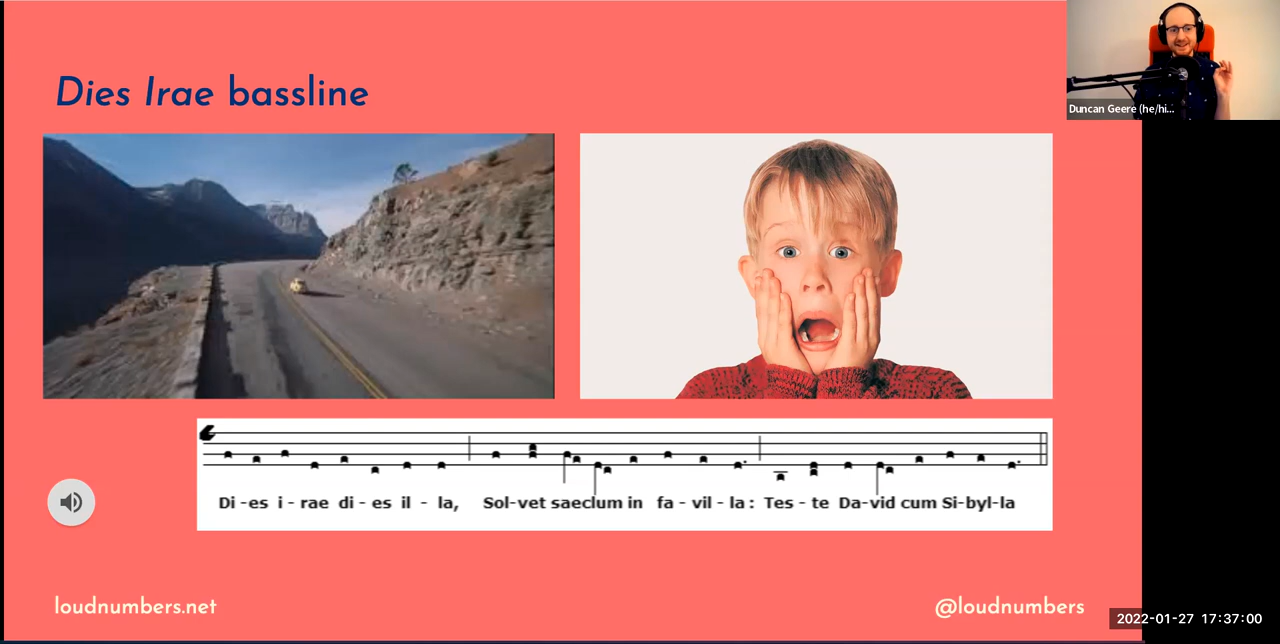 Dies Irae bassline
Duncan Geere (he/hi...
Di - es i - rae di - es il - la, Sol-vet saeclum in fa - vil - la : Tes - te Da-vid cum Si-byl-la
loudnumbers.net
@loudnumbers
2022-01-27 17:37:00